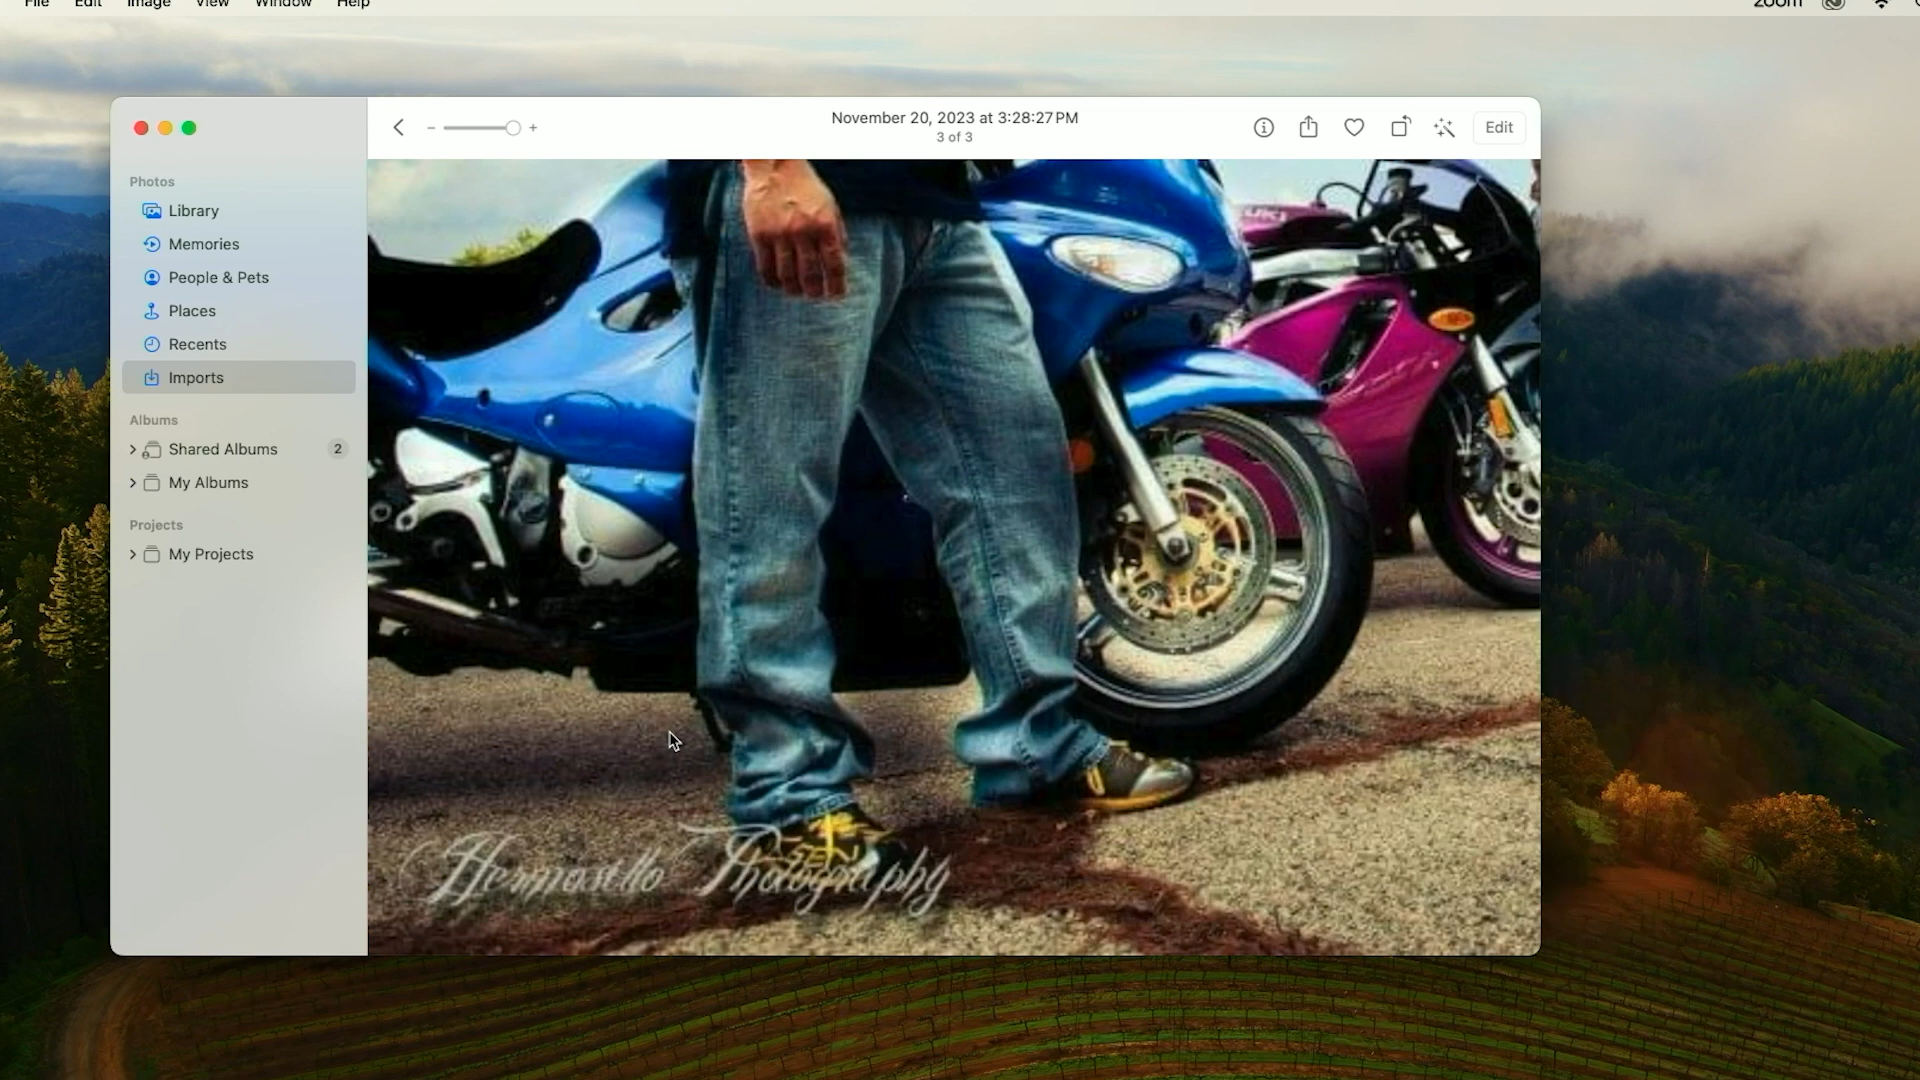 File Edit Image View Window Help
zoom
November 20, 2023 at 3:28:27 PM
3 of 3
Edit
Photos
Library
Memories
People & Pets
Places
Recents
Imports
Albums
Shared Albums 2
My Albums
Projects
My Projects
UKI
Hermosillo Photography